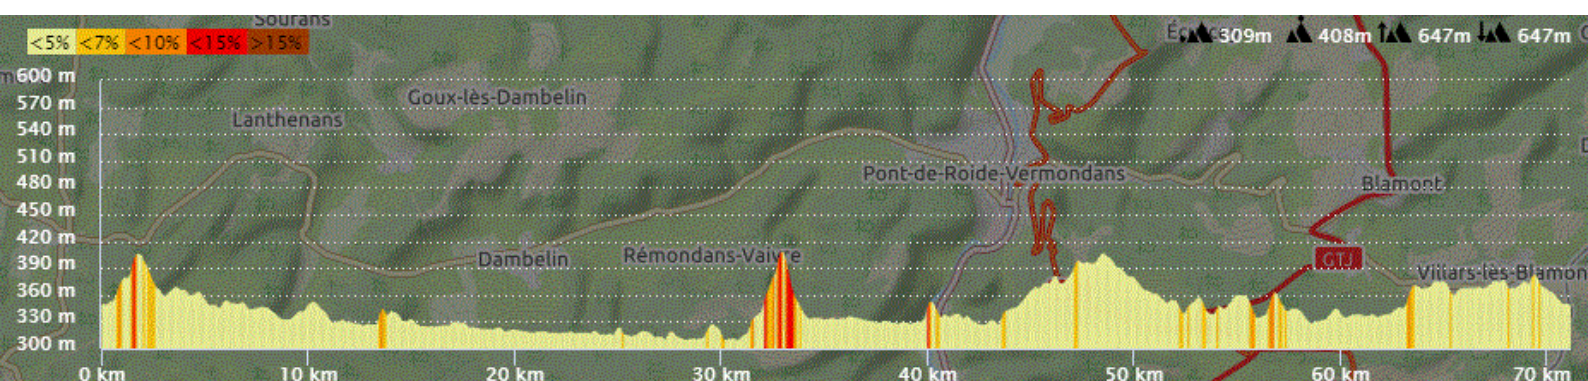 Sourans
<5% <7% <10% <15% >15%
309m 408m 647m 647m
600 m
570 m
Goux-lès-Dambelin
540 m
Lanthenans
510 m
480 m
Pont-de-Roide-Vermondans
Blamont
450 m
420 m
390 m
Dambelin
Rémondans-Vaivre
GTJ
Villars-lès-Blamon
360 m
330 m
300 m
0 km 10 km 20 km 30 km 40 km 50 km 60 km 70 km